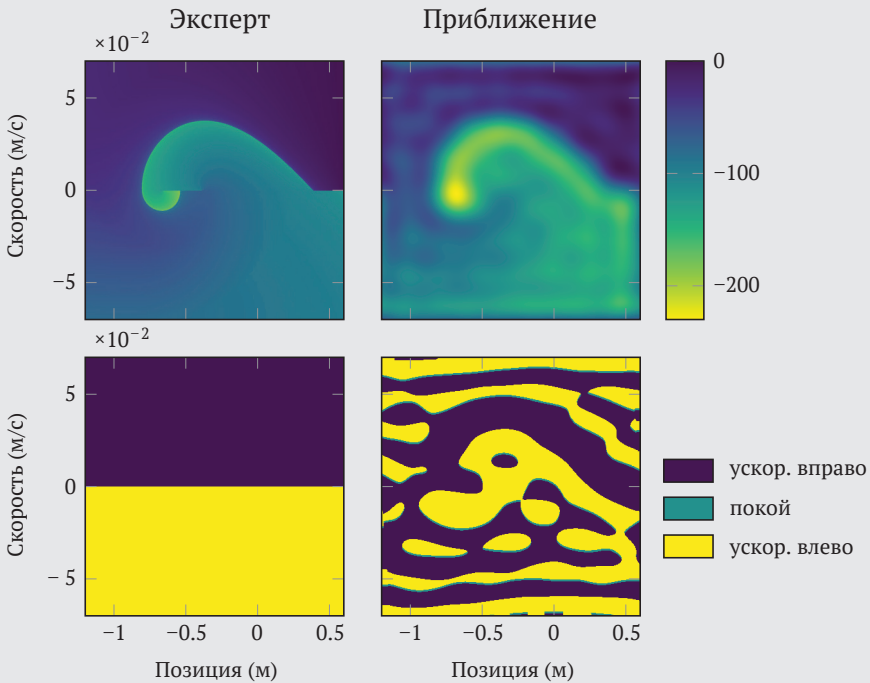 Эксперт
Приближение
×10⁻²
Скорость (м/с)
5
0
−5
0
−100
−200
×10⁻²
Скорость (м/с)
5
0
−5
−1
−0.5
0
0.5
Позиция (м)
−1
−0.5
0
0.5
Позиция (м)
ускор. вправо
покой
ускор. влево